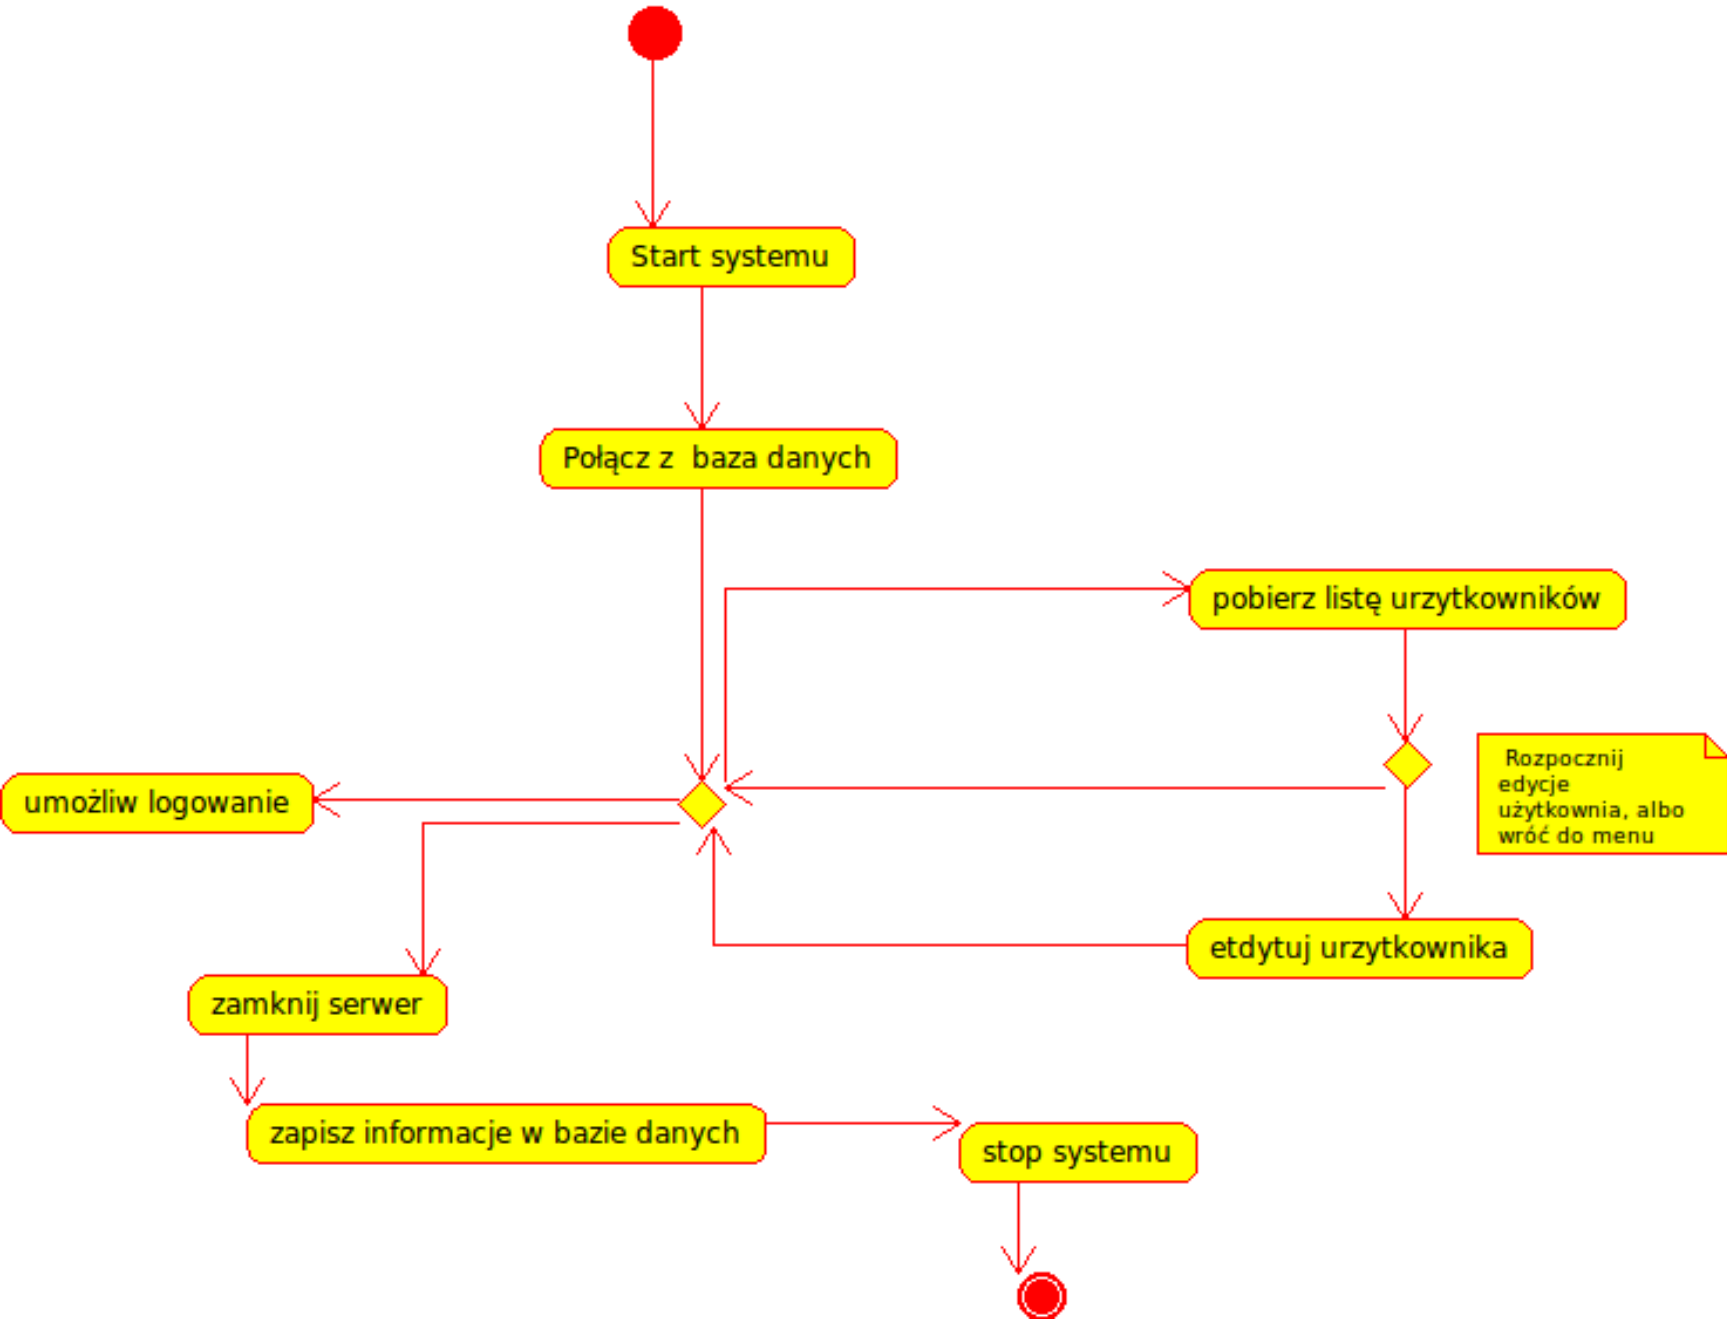 Start systemu
Połącz z  baza danych
pobierz listę urzytkowników
Rozpocznij
edycje
użytkownia, albo
wróć do menu
umożliw logowanie
etdytuj urzytkownika
zamknij serwer
zapisz informacje w bazie danych
stop systemu